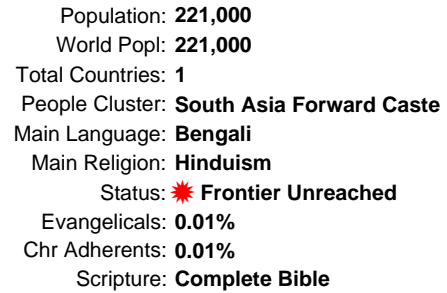 Population: 221,000
World Popl: 221,000
Total Countries: 1
People Cluster: South Asia Forward Caste
Main Language: Bengali
Main Religion: Hinduism
Status: Frontier Unreached
Evangelicals: 0.01%
Chr Adherents: 0.01%
Scripture: Complete Bible